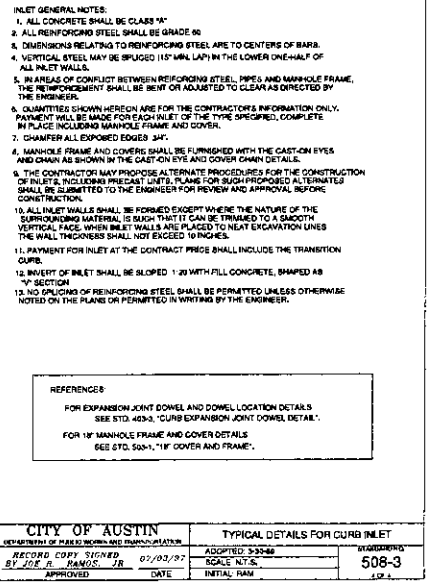 INLET GENERAL NOTES:
1. ALL CONCRETE SHALL BE CLASS "A"
2. ALL REINFORCING STEEL SHALL BE GRADE 60
3. DIMENSIONS RELATING TO REINFORCING STEEL ARE TO CENTERS OF BARS.
4. VERTICAL STEEL MAY BE SPLICED (15" MIN. LAP) IN THE LOWER ONE-HALF OF
ALL INLET WALLS.
5. IN AREAS OF CONFLICT BETWEEN REIFORCING STEEL, PIPES AND MANHOLE FRAME,
THE REINFORCEMENT SHALL BE BENT OR ADJUSTED TO CLEAR AS DIRECTED BY
THE ENGINEER.
6. QUANTITIES SHOWN HEREON ARE FOR THE CONTRACTOR'S INFORMATION ONLY.
PAYMENT WILL BE MADE FOR EACH INLET OF THE TYPE SPECIFIED, COMPLETE
IN PLACE INCLUDING MANHOLE FRAME AND COVER.
7. CHAMFER ALL EXPOSED EDGES 3/4".
8. MANHOLE FRAME AND COVERS SHALL BE FURNISHED WITH THE CAST-ON EYES
AND CHAIN AS SHOWN IN THE CAST-ON EYE AND COVER CHAIN DETAILS.
9. THE CONTRACTOR MAY PROPOSE ALTERNATE PROCEDURES FOR THE CONSTRUCTION
OF INLETS, INCLUDING PRECAST UNITS. PLANS FOR SUCH PROPOSED ALTERNATES
SHALL BE SUBMITTED TO THE ENGINEER FOR REVIEW AND APPROVAL BEFORE
CONSTRUCTION.
10. ALL INLET WALLS SHALL BE FORMED EXCEPT WHERE THE NATURE OF THE
SURROUNDING MATERIAL IS SUCH THAT IT CAN BE TRIMMED TO A SMOOTH
VERTICAL FACE. WHEN INLET WALLS ARE PLACED TO NEAT EXCAVATION LINES
THE WALL THICKNESS SHALL NOT EXCEED 10 INCHES.
11. PAYMENT FOR INLET AT THE CONTRACT PRICE SHALL INCLUDE THE TRANSITION
CURB.
12. INVERT OF INLET SHALL BE SLOPED 1:20 WITH FILL CONCRETE, SHAPED AS
"V" SECTION
13. NO SPLICING OF REINFORCING STEEL SHALL BE PERMITTED UNLESS OTHERWISE
NOTED ON THE PLANS OR PERMITTED IN WRITING BY THE ENGINEER.
REFERENCES:
FOR EXPANSION JOINT DOWEL AND DOWEL LOCATION DETAILS
SEE STD. 403-3, "CURB EXPANSION JOINT DOWEL DETAIL".
FOR 18" MANHOLE FRAME AND COVER DETAILS
SEE STD. 503-1, "18" COVER AND FRAME".
CITY OF AUSTIN
DEPARTMENT OF PUBLIC WORKS AND TRANSPORTATION
RECORD COPY SIGNED
BY JOE R. RAMOS, JR
02/03/97
APPROVED
DATE
TYPICAL DETAILS FOR CURB INLET
ADOPTED:
SCALE: N.T.S.
INITIAL: RAM
STANDARD NO.
508-3